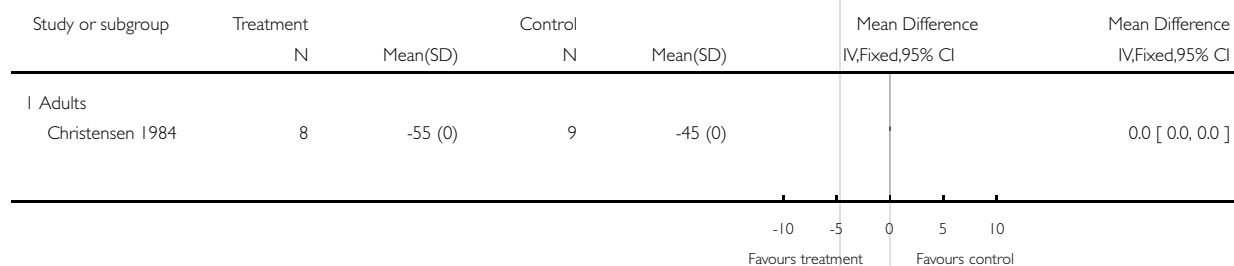 Study or subgroup Treatment Control Mean Difference Mean Difference
N Mean(SD) N Mean(SD) IV,Fixed,95% CI IV,Fixed,95% CI
1 Adults
Christensen 1984 8 -55 (0) 9 -45 (0) 0.0 [ 0.0, 0.0 ]
-10 -5 0 5 10
Favours treatment Favours control